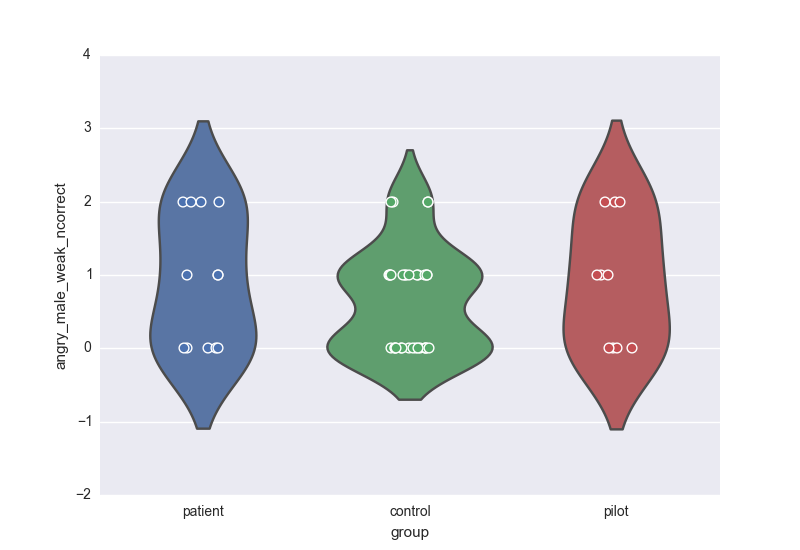 4
3
2
1
0
−1
−2
angry_male_weak_ncorrect
patient control pilot
group